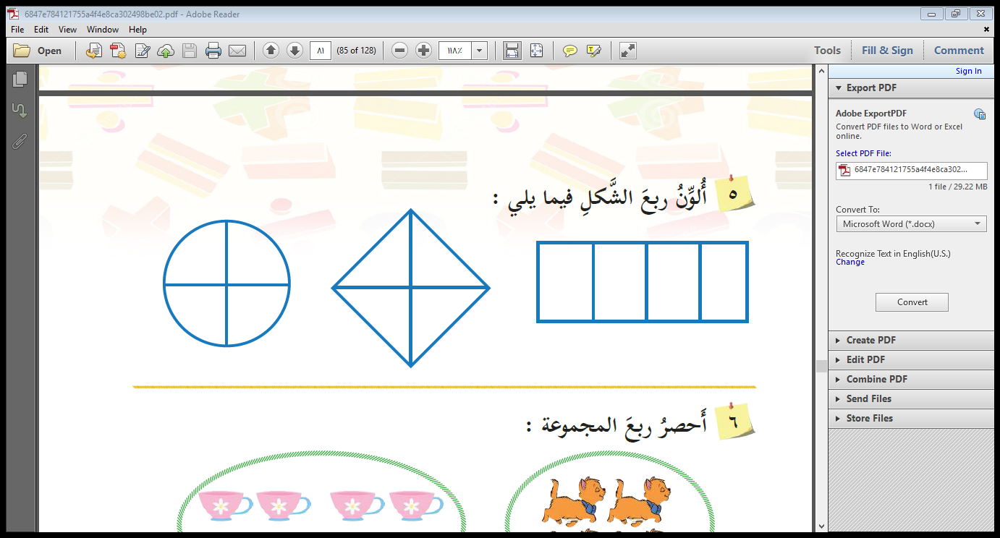 6847e784121755a4f4e8ca302498be02.pdf - Adobe Reader
File Edit View Window Help
Open ٨١ (85 of 128) ١١٨٪ Tools Fill & Sign Comment
Sign In
Export PDF
Adobe ExportPDF
Convert PDF files to Word or Excel
online.
Select PDF File:
6847e784121755a4f4e8ca302...
1 file / 29.22 MB
Convert To:
Microsoft Word (*.docx)
Recognize Text in English(U.S.)
Change
Convert
Create PDF
Edit PDF
Combine PDF
Send Files
Store Files
٥ أُلوِّنُ ربعَ الشَّكلِ فيما يلي :
٦ أَحصرُ ربعَ المجموعة :